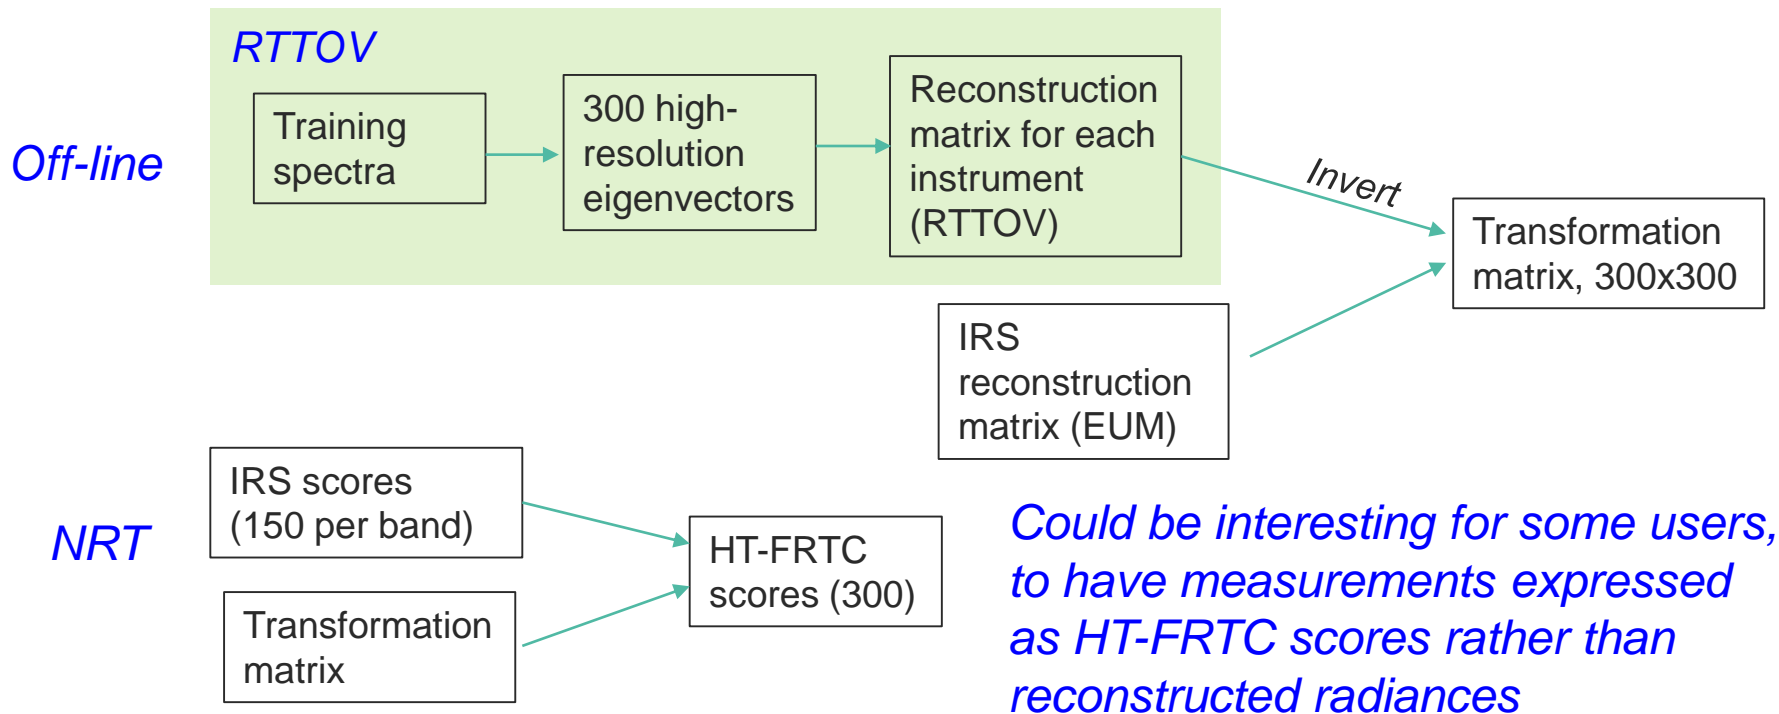 RTTOV
Off-line
Training
spectra
300 high-
resolution
eigenvectors
Reconstruction
matrix for each
instrument
(RTTOV)
Invert
Transformation
matrix, 300x300
IRS
reconstruction
matrix (EUM)
NRT
IRS scores
(150 per band)
Transformation
matrix
HT-FRTC
scores (300)
Could be interesting for some users,
to have measurements expressed
as HT-FRTC scores rather than
reconstructed radiances